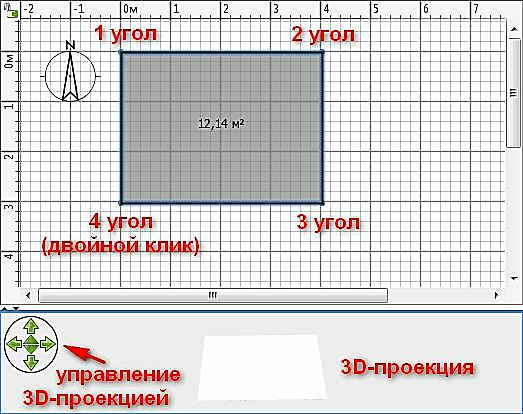 -2 -1 0м 1 2 3 4 5 6 7
1 угол 2 угол
N
0м
1
12,14 м²
2
3
4 угол 3 угол
(двойной клик)
4
управление
3D-проекцией
3D-проекция